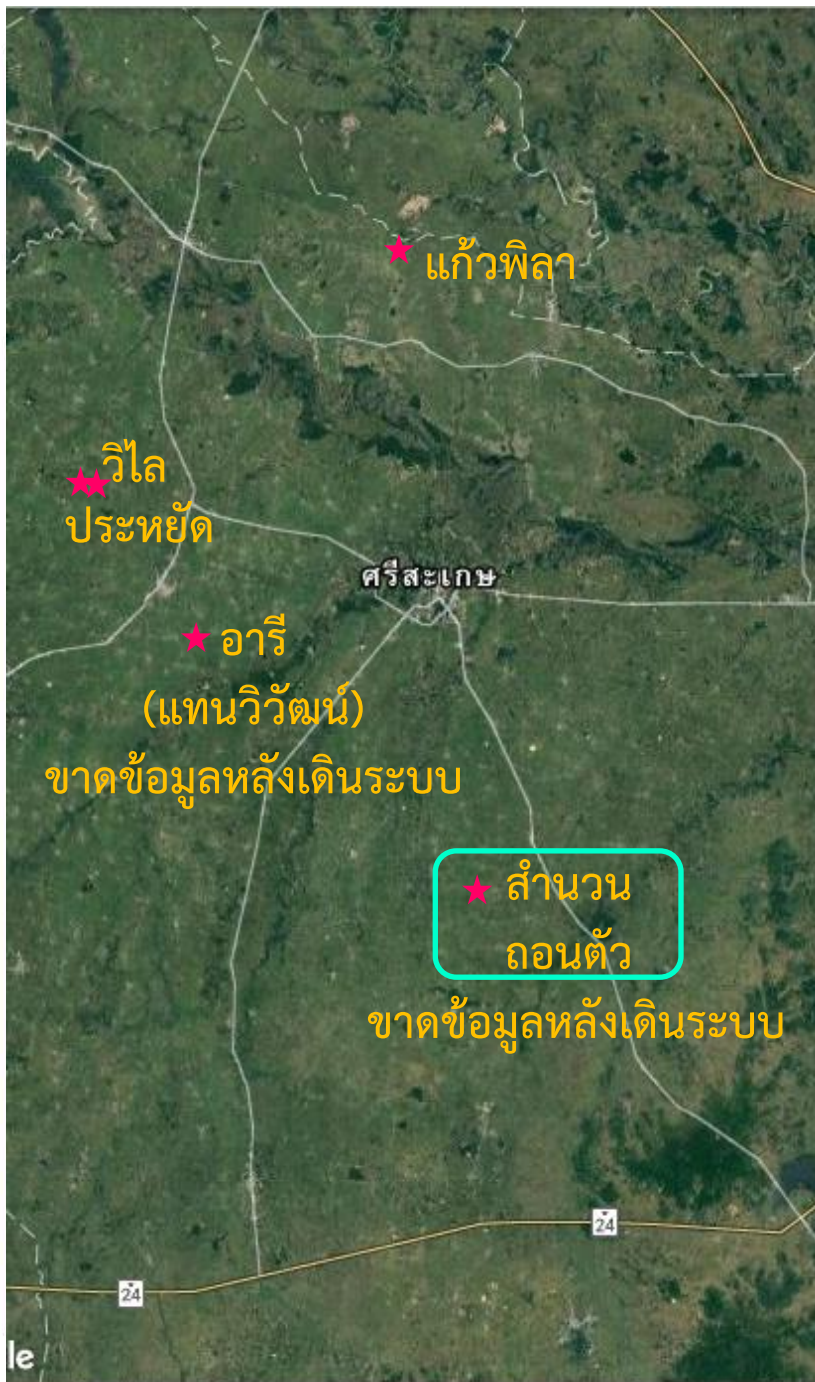 แก้วพิลา
วิไล
ประหยัด
ศรีสะเกษ
อารี
(แทนวิวัฒน์)
ขาดข้อมูลหลังเดินระบบ
สำนวน
ถอนตัว
ขาดข้อมูลหลังเดินระบบ
24
24
le